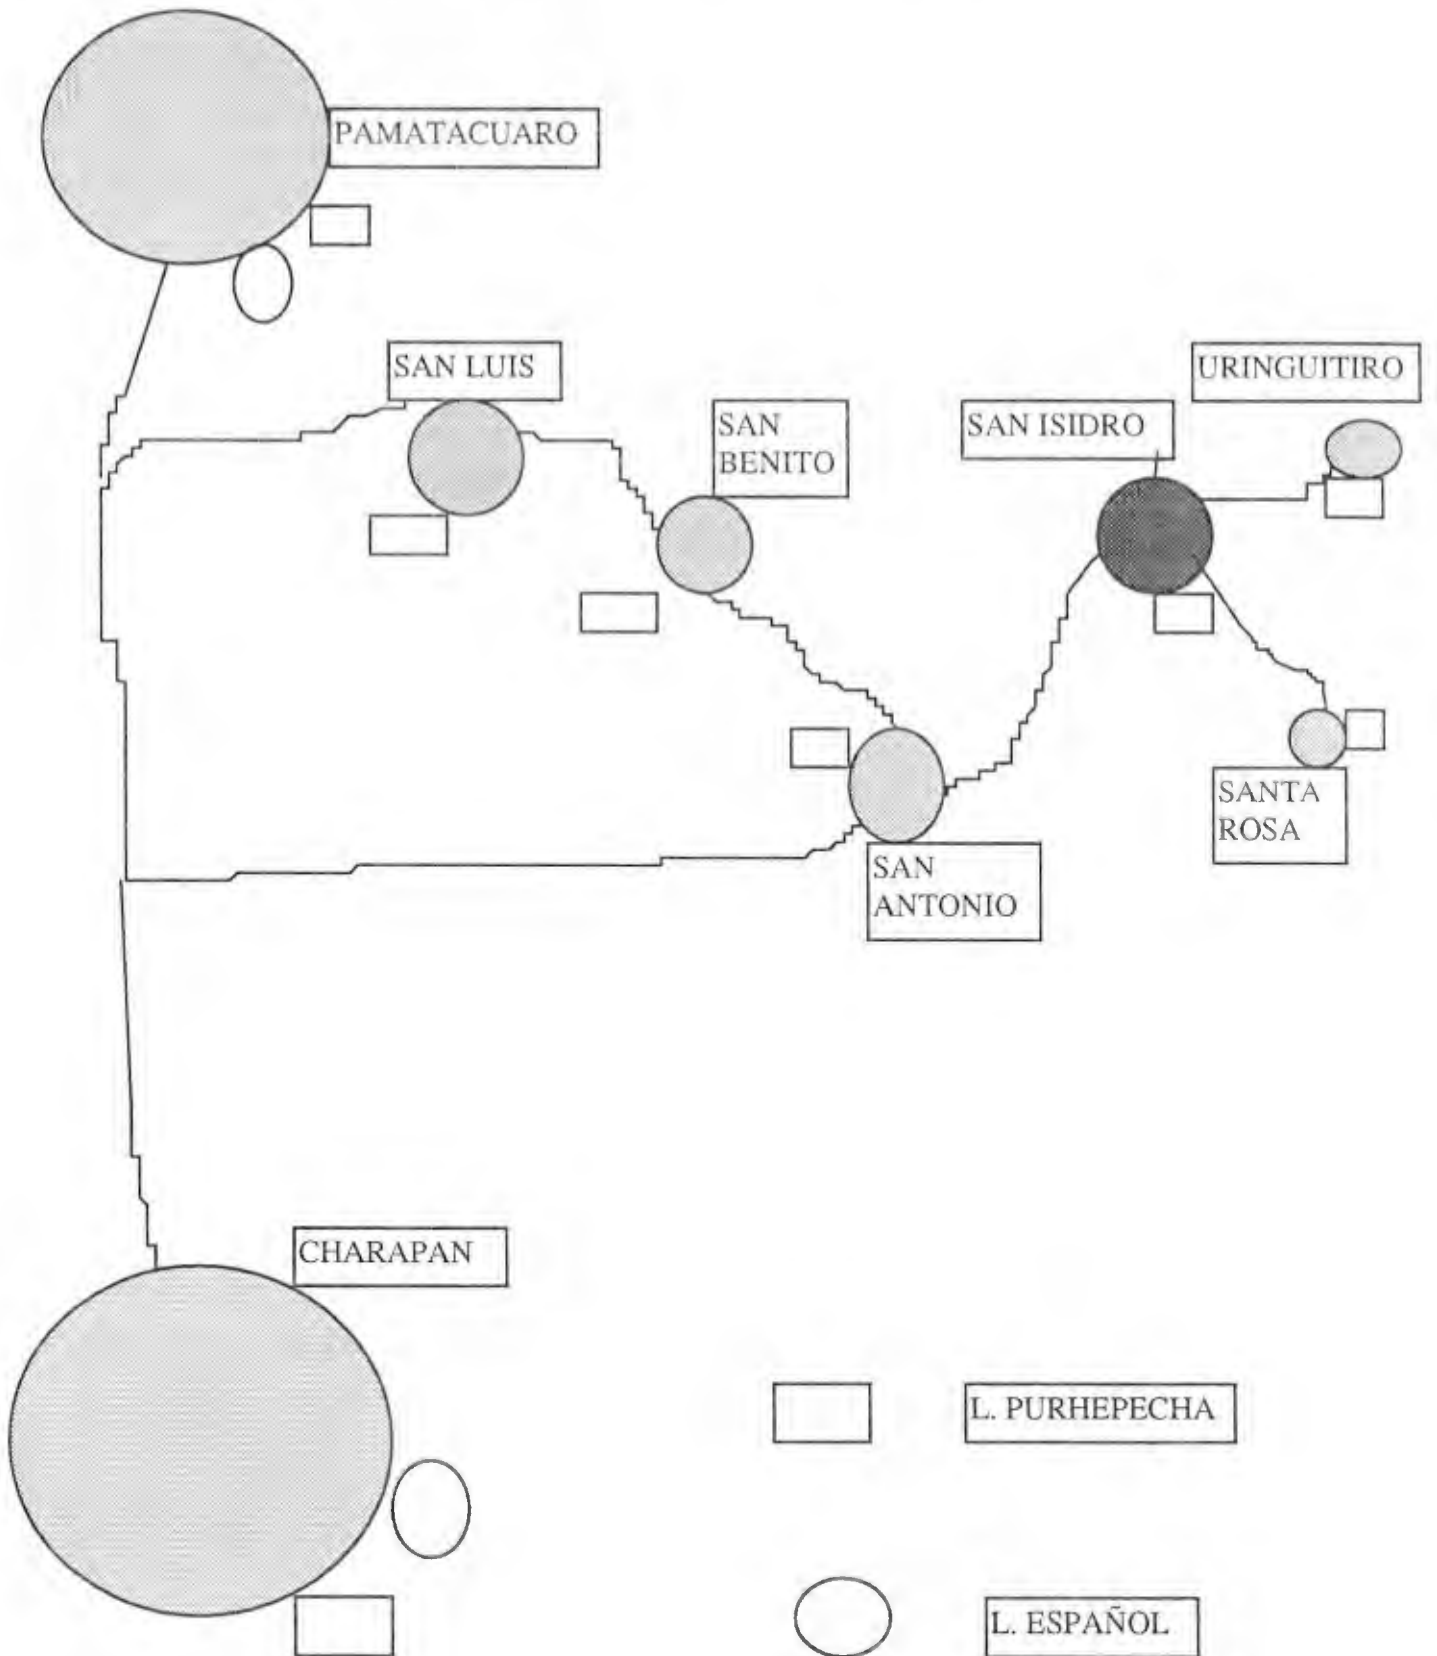 PAMATACUARO
SAN LUIS
URINGUITIRO
SAN
BENITO
SAN ISIDRO
SANTA
ROSA
SAN
ANTONIO
CHARAPAN
L. PURHEPECHA
L. ESPAÑOL